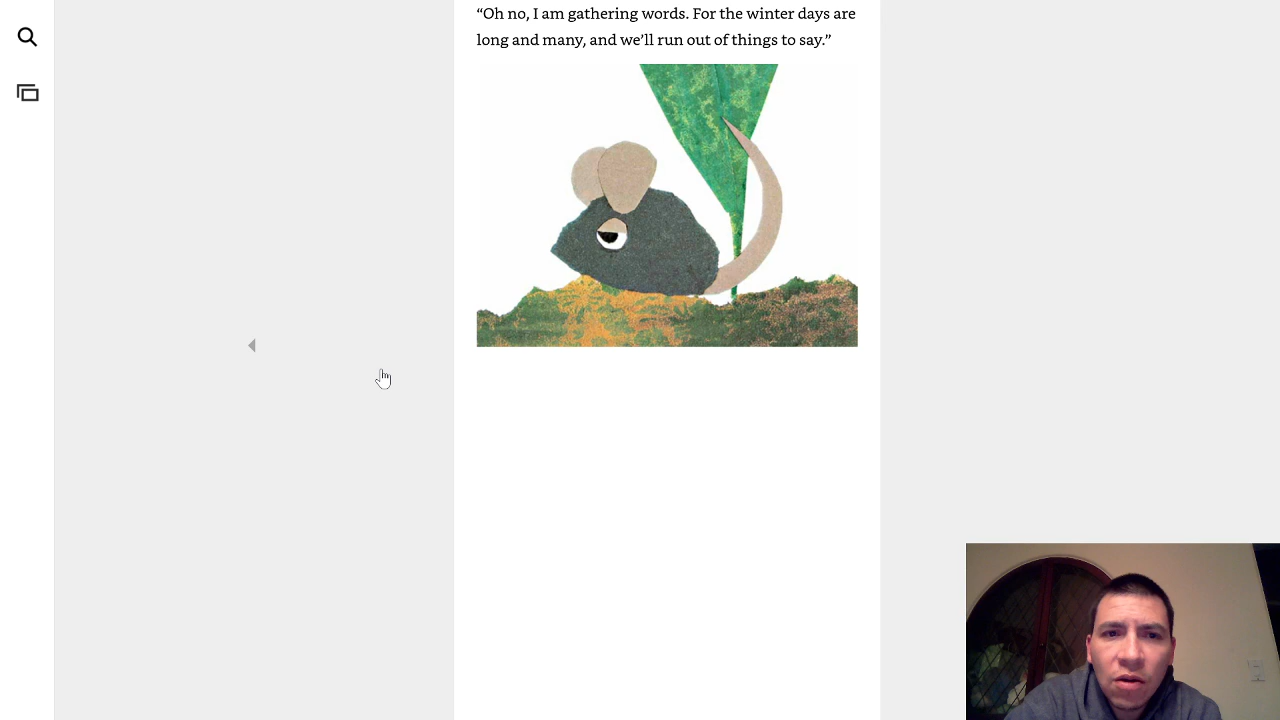 “Oh no, I am gathering words. For the winter days are
long and many, and we’ll run out of things to say.”